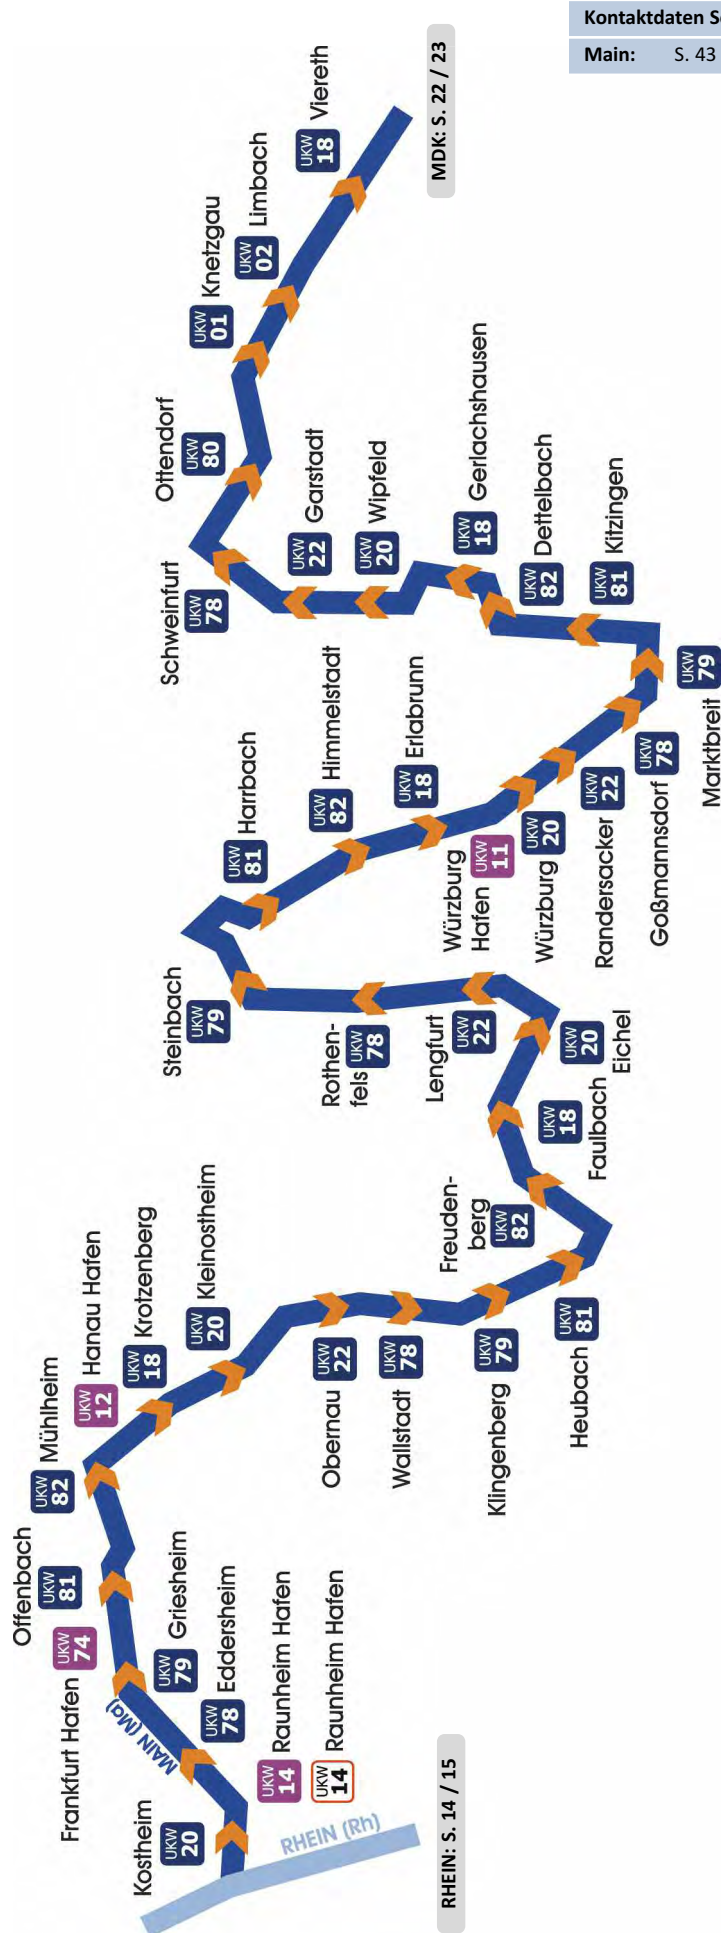 Kontaktdaten Sc
Main: S. 43
MDK: S. 22 / 23
RHEIN: S. 14 / 15
RHEIN (Rh)
MAIN (Ma)
Kostheim
UKW
20
UKW
14
Raunheim Hafen
UKW
14
Raunheim Hafen
UKW
78
Eddersheim
UKW
79
Griesheim
Frankfurt Hafen
UKW
74
Offenbach
UKW
81
UKW
82
Mühlheim
UKW
12
Hanau Hafen
UKW
18
Krotzenberg
UKW
20
Kleinostheim
Obernau
UKW
22
Wallstadt
UKW
78
Klingenberg
UKW
79
Heubach
UKW
81
Freuden-
berg
UKW
82
UKW
18
Faulbach
UKW
20
Eichel
Lengfurt
UKW
22
Rothen-
fels
UKW
78
Steinbach
UKW
79
UKW
81
Harrbach
UKW
82
Himmelstadt
UKW
18
Erlabrunn
Würzburg
Hafen
UKW
11
Würzburg
UKW
20
Randersacker
UKW
22
Goßmannsdorf
UKW
78
Marktbreit
UKW
79
UKW
81
Kitzingen
UKW
82
Dettelbach
UKW
18
Gerlachshausen
UKW
20
Wipfeld
UKW
22
Garstadt
Schweinfurt
UKW
78
Ottendorf
UKW
80
UKW
01
Knetzgau
UKW
02
Limbach
UKW
18
Viereth